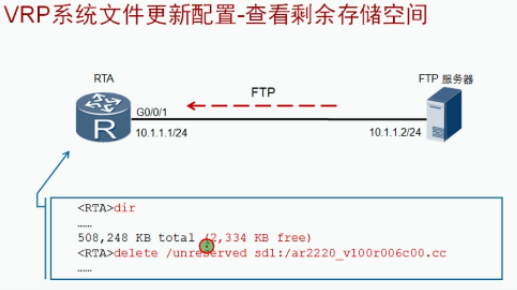 VRP系统文件更新配置-查看剩余存储空间
RTA
FTP
FTP 服务器
G0/0/1
R
10.1.1.1/24
10.1.1.2/24
<RTA>dir
……
508,248 KB total (2,334 KB free)
<RTA>delete /unreserved sd1:/ar2220_v100r006c00.cc
……